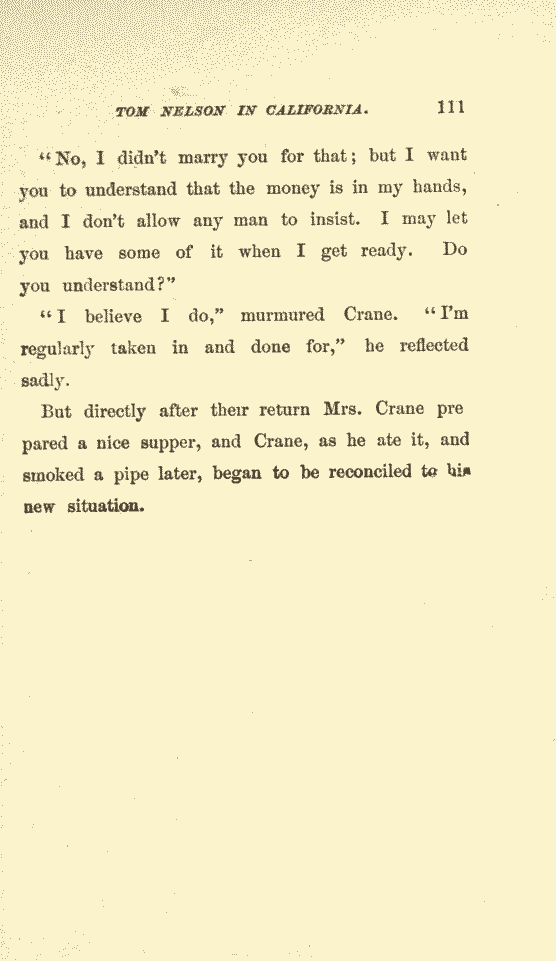 TOM NELSON IN CALIFORNIA. 111
“No, I didn't marry you for that; but I want
you to understand that the money is in my hands,
and I don't allow any man to insist. I may let
you have some of it when I get ready. Do
you understand?”
“I believe I do,” murmured Crane. “I'm
regularly taken in and done for,” he reflected
sadly.
But directly after their return Mrs. Crane pre
pared a nice supper, and Crane, as he ate it, and
smoked a pipe later, began to be reconciled to his
new situation.